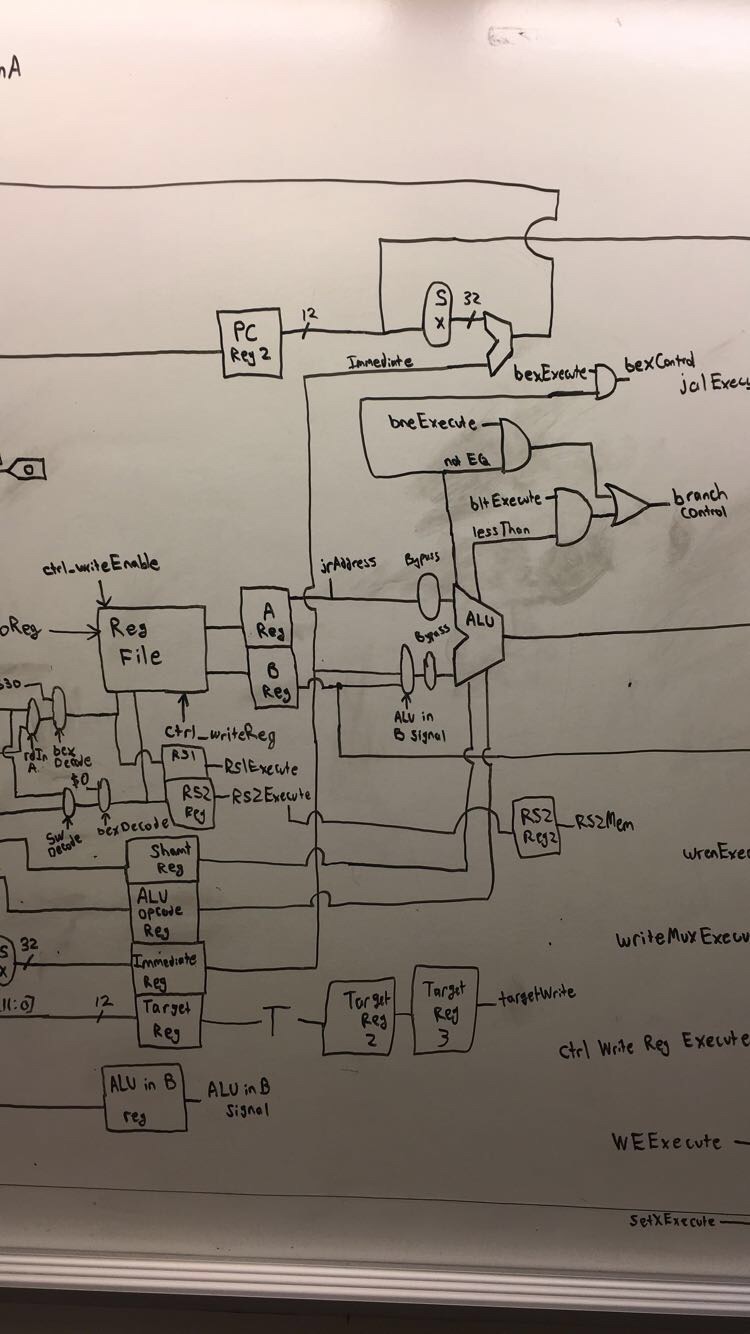 nA
S
X
32
12
PC
Reg 2
Immediate
bexExecute
bexControl
jalExecu
bneExecute
not EQ
0
bltExecute
lessThan
branch
control
ctrl_writeEnable
jrAddress
Bypass
oReg
Reg
File
A
Reg
ALU
Bypass
B
Reg
$30
ctrl_writeReg
ALU in
B Signal
rdIn
A
bex
Decode
RS1
RS1Execute
$0
RS2
Reg
RS2Execute
SW
Decode
bexDecode
RS2
Reg2
RS2Mem
Shamt
Reg
wrenExec
ALU
Opcode
Reg
writeMuxExecu
S
X
32
Immediate
Reg
[11:0]
12
Target
Reg
T
Target
Reg
2
Target
Reg
3
targetWrite
Ctrl Write Reg Execute
ALU in B
reg
ALU in B
Signal
WEExecute
SetXExecute